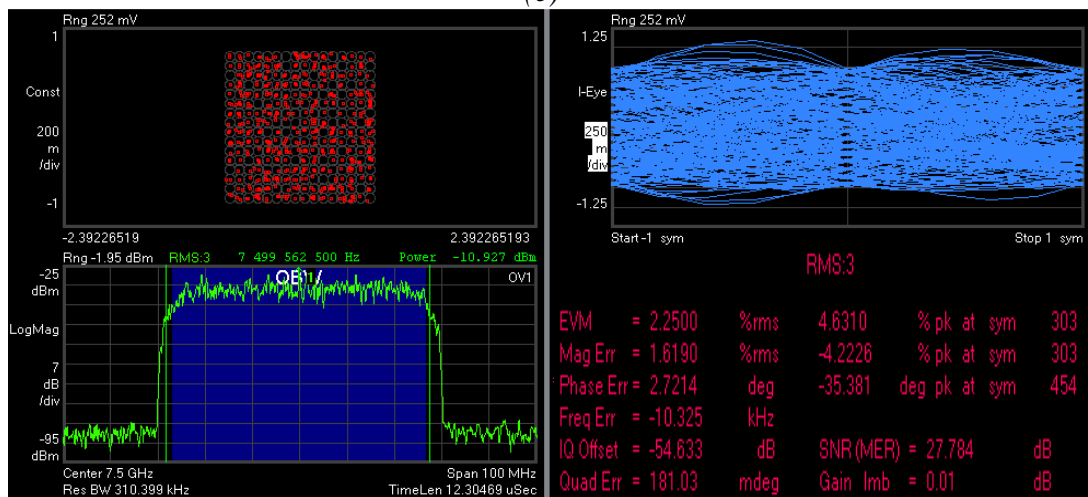 Rng 252 mV
1
Const
200
m
/div
-1
-2.39226519
2.392265193
Rng 252 mV
1.25
I-Eye
250
m
/div
-1.25
Start -1 sym
Stop 1 sym
Rng -1.95 dBm RMS:3 7 499 562 500 Hz Power -10.927 dBm
-25
dBm
OV1
LogMag
7
dB
/div
-95
dBm
Center 7.5 GHz
Span 100 MHz
Res BW 310.399 kHz
TimeLen 12.30469 uSec
RMS:3
EVM = 2.2500 %rms 4.6310 % pk at sym 303
Mag Err = 1.6190 %rms -4.2226 % pk at sym 303
Phase Err = 2.7214 deg -35.381 deg pk at sym 454
Freq Err = -10.325 kHz
IQ Offset = -54.633 dB SNR(MER) = 27.784 dB
Quad Err = 181.03 mdeg Gain Imb = 0.01 dB